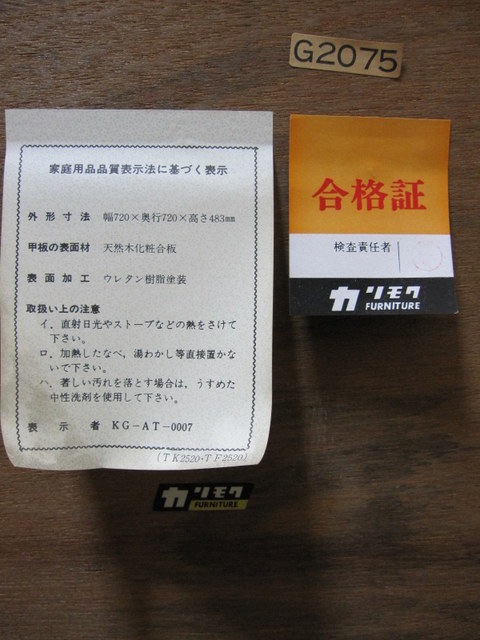 G2075
家庭用品品質表示法に基づく表示
外形寸法 幅720×奥行720×高さ483mm
甲板の表面材 天然木化粧合板
表面加工 ウレタン樹脂塗装
取扱い上の注意
イ．直射日光やストーブなどの熱をさけて
下さい。
ロ．加熱したなべ，湯わかし等直接置かな
いで下さい。
ハ．著しい汚れを落とす場合は，うすめた
中性洗剤を使用して下さい。
表示者 KG-AT-0007
(TK2520・TF2520)
合格証
検査責任者
カリモク
FURNITURE
カリモク
FURNITURE